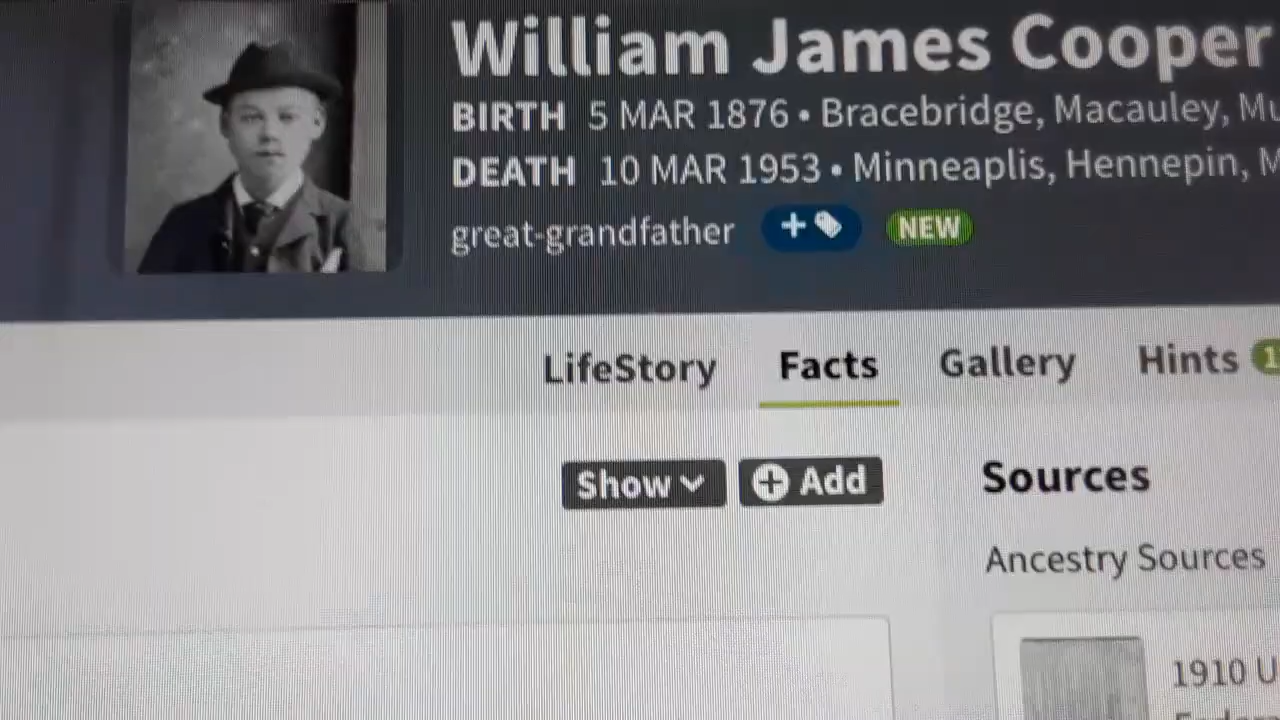 William James Cooper
BIRTH 5 MAR 1876 • Bracebridge, Macauley, Mu
DEATH 10 MAR 1953 • Minneaplis, Hennepin, M
great-grandfather + NEW
LifeStory Facts Gallery Hints 1
Show Add
Sources
Ancestry Sources
1910 U